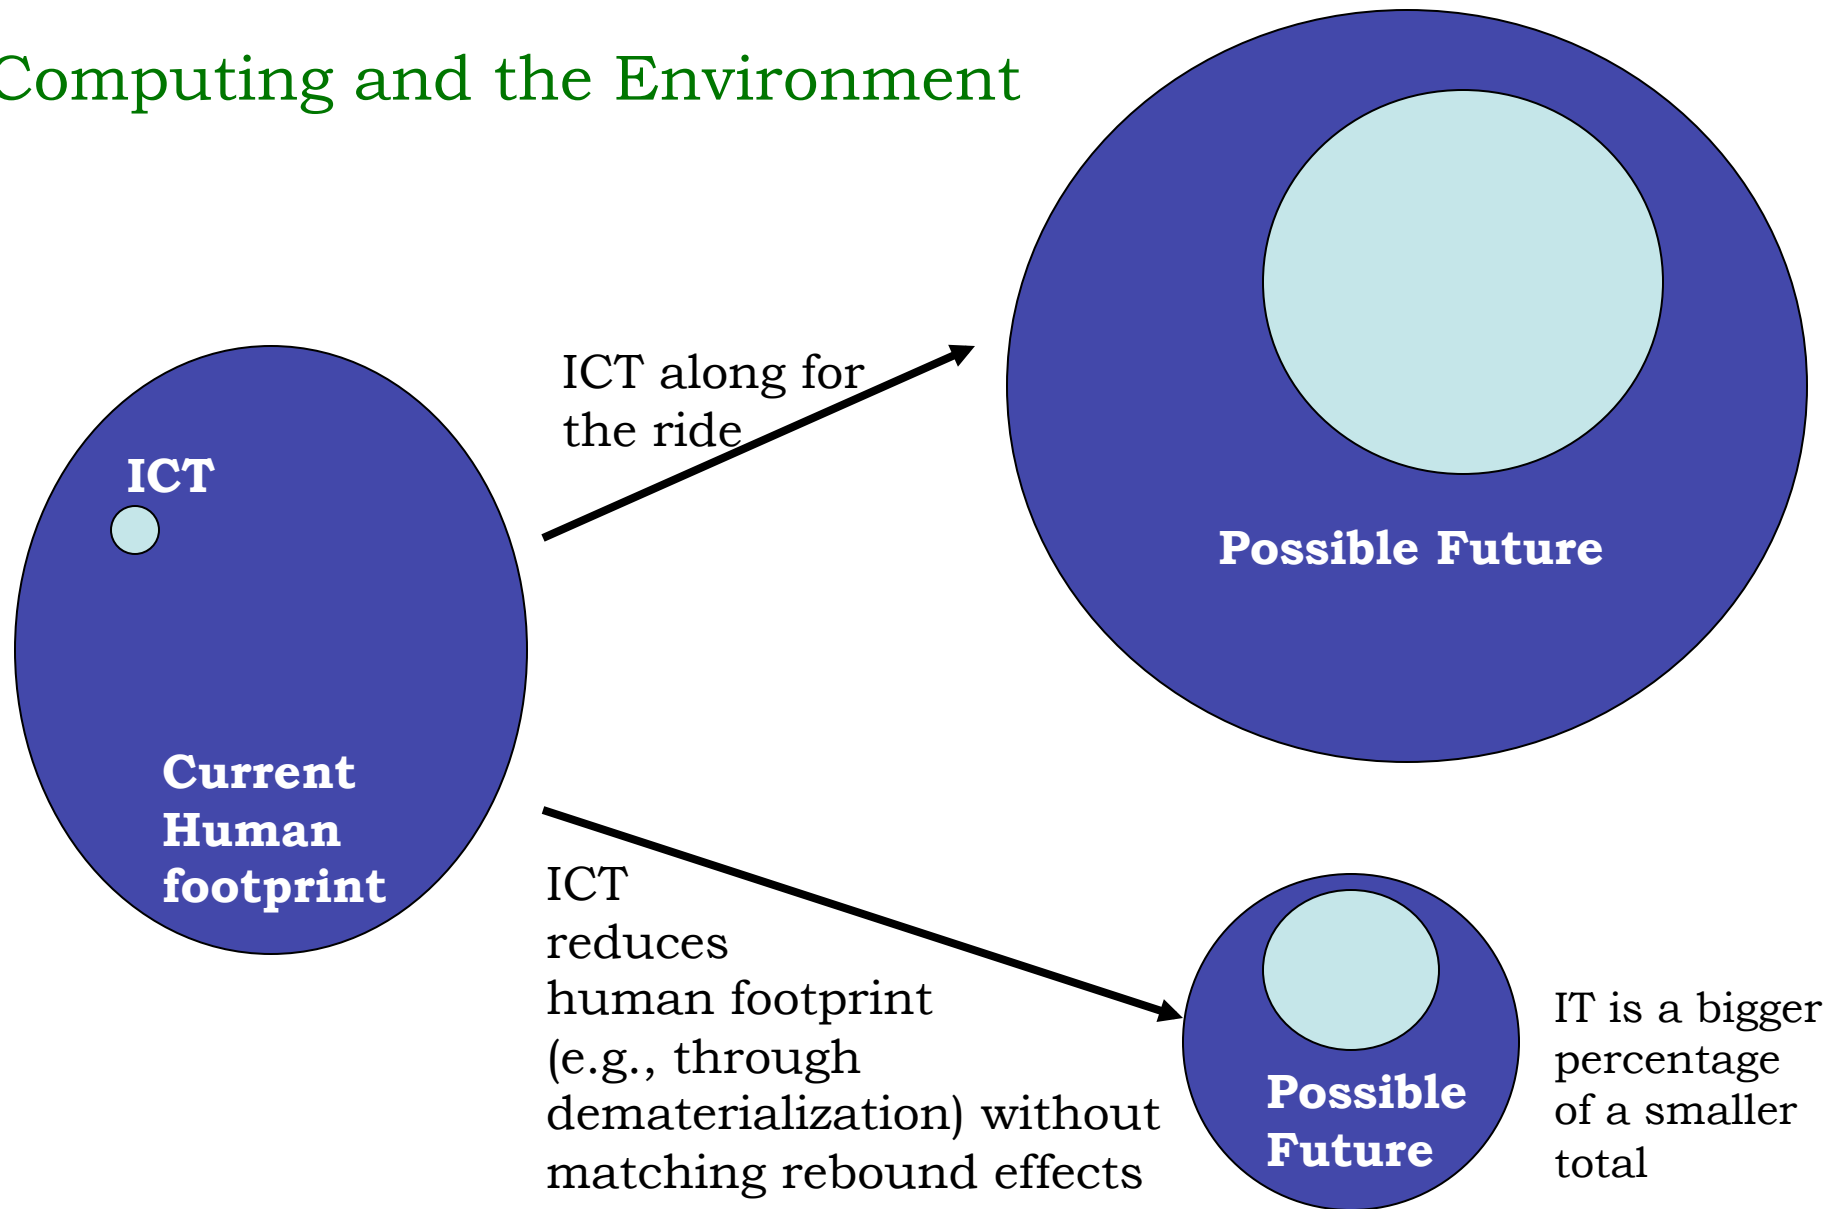 Computing and the Environment
ICT along for
the ride
ICT
Current
Human
footprint
Possible Future
ICT
reduces
human footprint
(e.g., through
dematerialization) without
matching rebound effects
Possible
Future
IT is a bigger
percentage
of a smaller
total